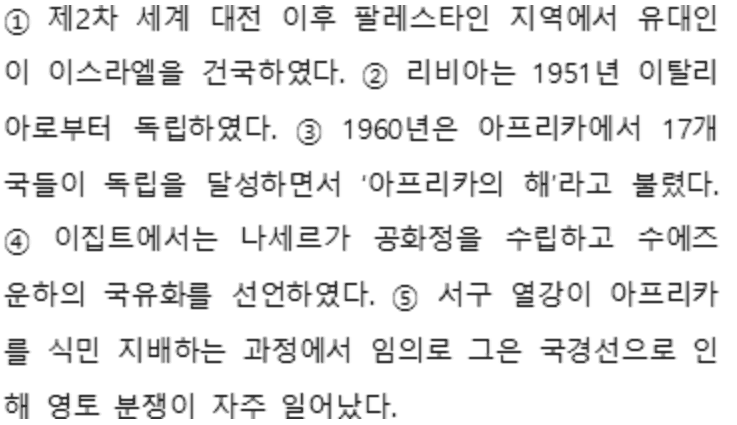 ① 제2차 세계 대전 이후 팔레스타인 지역에서 유대인
이 이스라엘을 건국하였다. ② 리비아는 1951년 이탈리
아로부터 독립하였다. ③ 1960년은 아프리카에서 17개
국들이 독립을 달성하면서 ‘아프리카의 해’라고 불렸다.
④ 이집트에서는 나세르가 공화정을 수립하고 수에즈
운하의 국유화를 선언하였다. ⑤ 서구 열강이 아프리카
를 식민 지배하는 과정에서 임의로 그은 국경선으로 인
해 영토 분쟁이 자주 일어났다.